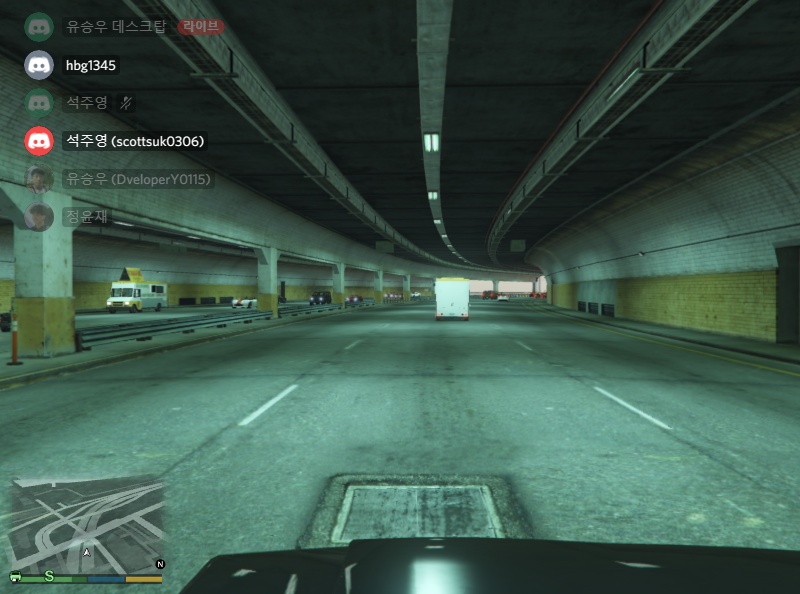 유승우 데스크탑 라이브
hbg1345
석주영
석주영 (scottsuk0306)
유승우 (DveloperY0115)
정윤재
N
S